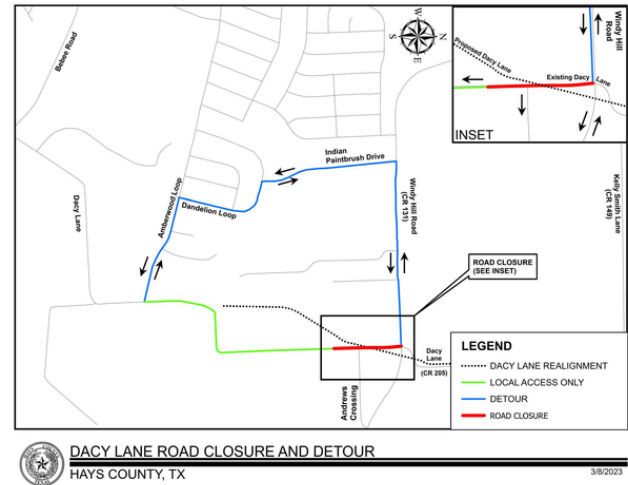 Bebee Road
W
N
S
E
Windy Hill
Road
Proposed Dacy Lane
Existing Dacy
Lane
INSET
Indian
Paintbrush Drive
Amberwood Loop
Dandelion Loop
Dacy Lane
Windy Hill Road
(CR 131)
Kelly Smith Lane
(CR 149)
ROAD CLOSURE
(SEE INSET)
Dacy
Lane
(CR 205)
Andrews
Crossing
LEGEND
DACY LANE REALIGNMENT
LOCAL ACCESS ONLY
DETOUR
ROAD CLOSURE
DACY LANE ROAD CLOSURE AND DETOUR
HAYS COUNTY, TX
3/8/2023